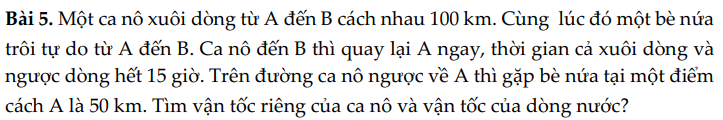 Bài 5. Một ca nô xuôi dòng từ A đến B cách nhau 100 km. Cùng lúc đó một bè nứa
trôi tự do từ A đến B. Ca nô đến B thì quay lại A ngay, thời gian cả xuôi dòng và
ngược dòng hết 15 giờ. Trên đường ca nô ngược về A thì gặp bè nứa tại một điểm
cách A là 50 km. Tìm vận tốc riêng của ca nô và vận tốc của dòng nước?